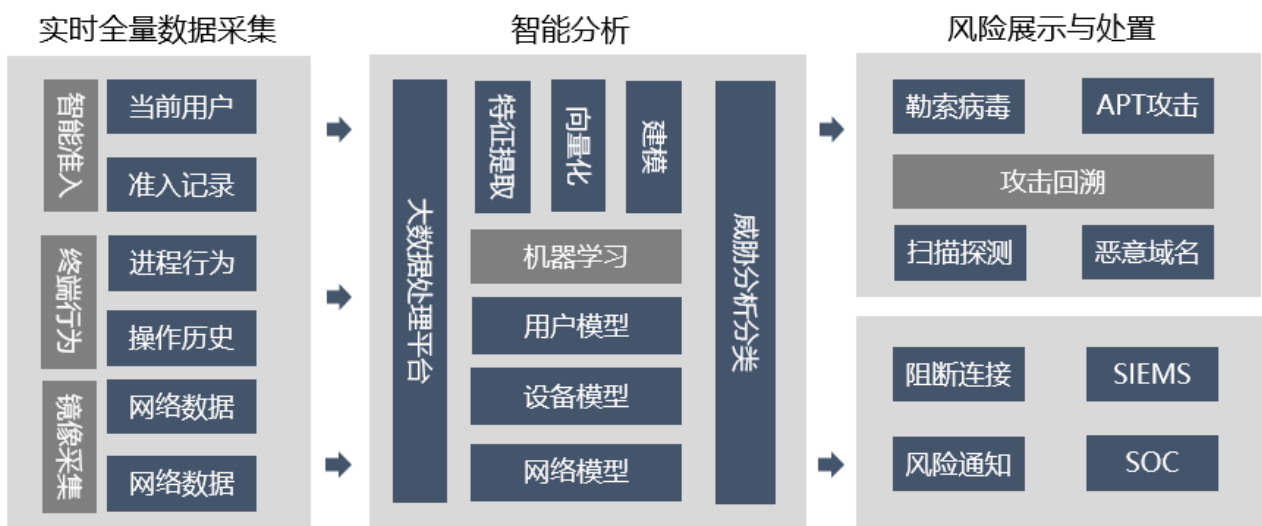 实时全量数据采集
智能准入
当前用户
准入记录
终端行为
进程行为
操作历史
镜像采集
网络数据
网络数据
智能分析
大数据处理平台
特征提取
向量化
建模
机器学习
用户模型
设备模型
网络模型
威胁分析分类
风险展示与处置
勒索病毒
APT攻击
攻击回溯
扫描探测
恶意域名
阻断连接
SIEMS
风险通知
SOC